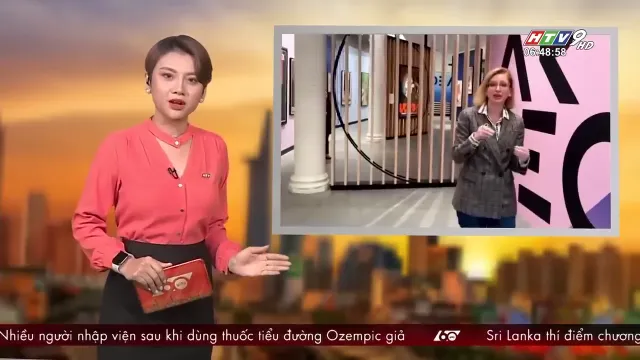 HTV9 HD
06:48:58
Nhiều người nhập viện sau khi dùng thuốc tiểu đường Ozempic giả
Sri Lanka thí điểm chương